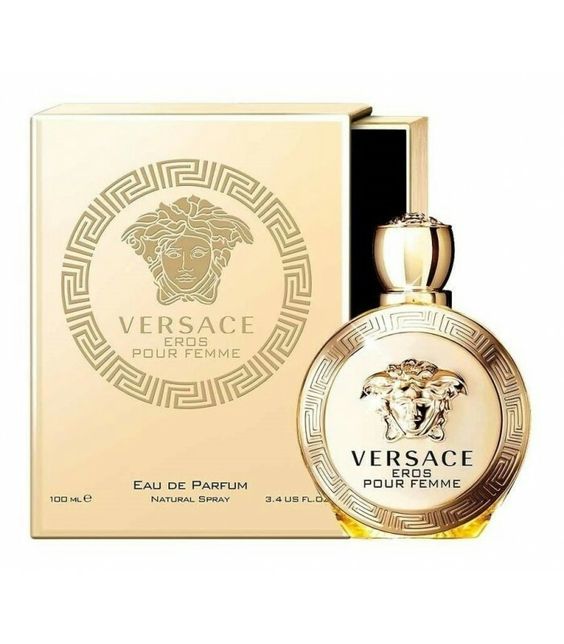 VERSACE
EROS
POUR FEMME
EAU DE PARFUM
100 ML e NATURAL SPRAY 3.4 US FL.OZ
VERSACE
EROS
POUR FEMME